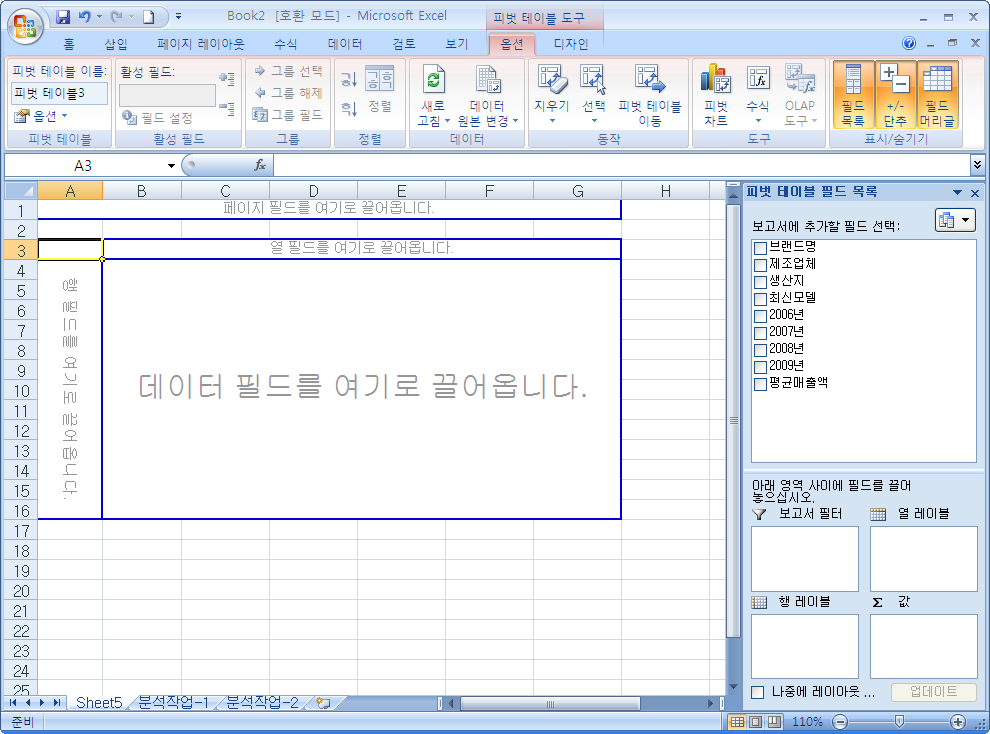 Book2 [호환 모드] - Microsoft Excel
피벗 테이블 도구
홈 삽입 페이지 레이아웃 수식 데이터 검토 보기 옵션 디자인
피벗 테이블 이름:
피벗 테이블3
옵션
피벗 테이블
활성 필드:
필드 설정
활성 필드
그룹 선택
그룹 해제
그룹 필드
그룹
정렬
정렬
새로 고침
데이터 원본 변경
데이터
지우기
선택
피벗 테이블 이동
동작
피벗 차트
수식
OLAP 도구
도구
필드 목록
+/- 단추
필드 머리글
표시/숨기기
A3
fx
A B C D E F G H
1
페이지 필드를 여기로 끌어옵니다.
2
3
열 필드를 여기로 끌어옵니다.
4
5
6
7
8
9
10
11
12
13
14
15
16
17
18
19
20
21
22
23
24
25
행 필드를 여기로 끌어옵니다.
데이터 필드를 여기로 끌어옵니다.
피벗 테이블 필드 목록
보고서에 추가할 필드 선택:
브랜드명
제조업체
생산지
최신모델
2006년
2007년
2008년
2009년
평균매출액
아래 영역 사이에 필드를 끌어
놓으십시오.
보고서 필터
열 레이블
행 레이블
Σ 값
나중에 레이아웃 ...
업데이트
Sheet5 분석작업-1 분석작업-2
준비
110%